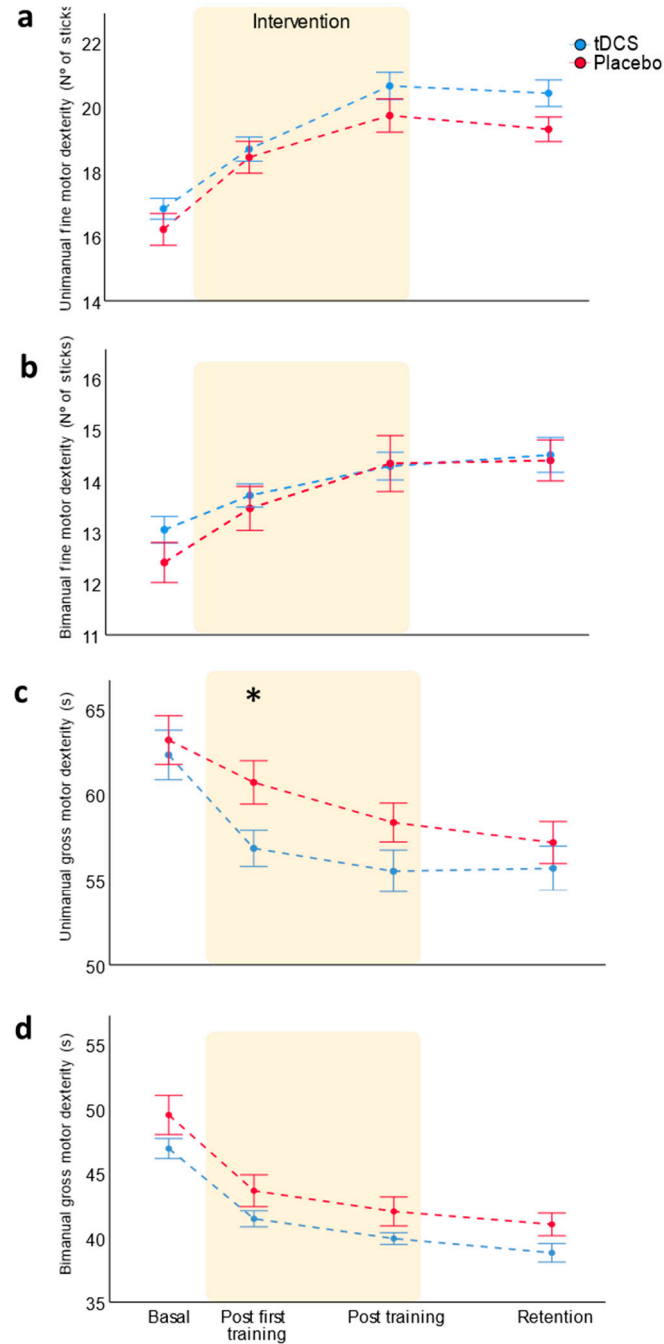 a
Intervention
tDCS
Placebo
Unimanual fine motor dexterity (Nº of sticks)
22
20
18
16
14
b
Bimanual fine motor dexterity (Nº of sticks)
16
15
14
13
12
11
c
*
Unimanual gross motor dexterity (s)
65
60
55
50
d
Bimanual gross motor dexterity (s)
55
50
45
40
35
Basal
Post first
training
Post training
Retention